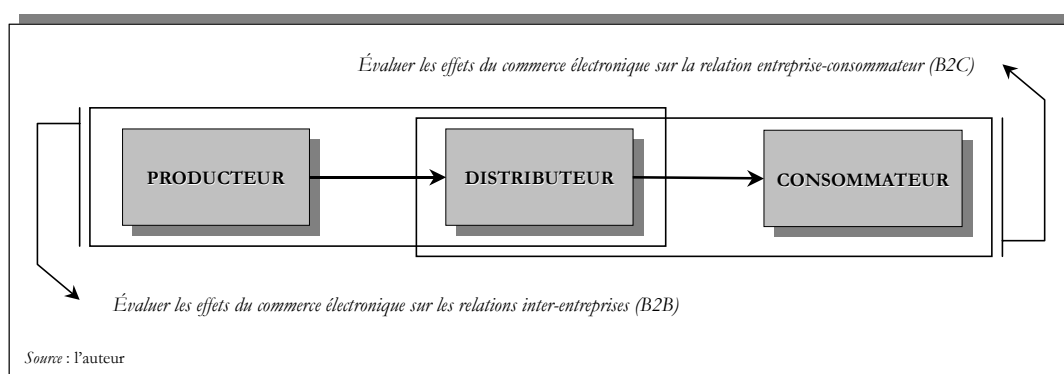 Évaluer les effets du commerce électronique sur la relation entreprise-consommateur (B2C)
PRODUCTEUR
DISTRIBUTEUR
CONSOMMATEUR
Évaluer les effets du commerce électronique sur les relations inter-entreprises (B2B)
Source : l'auteur